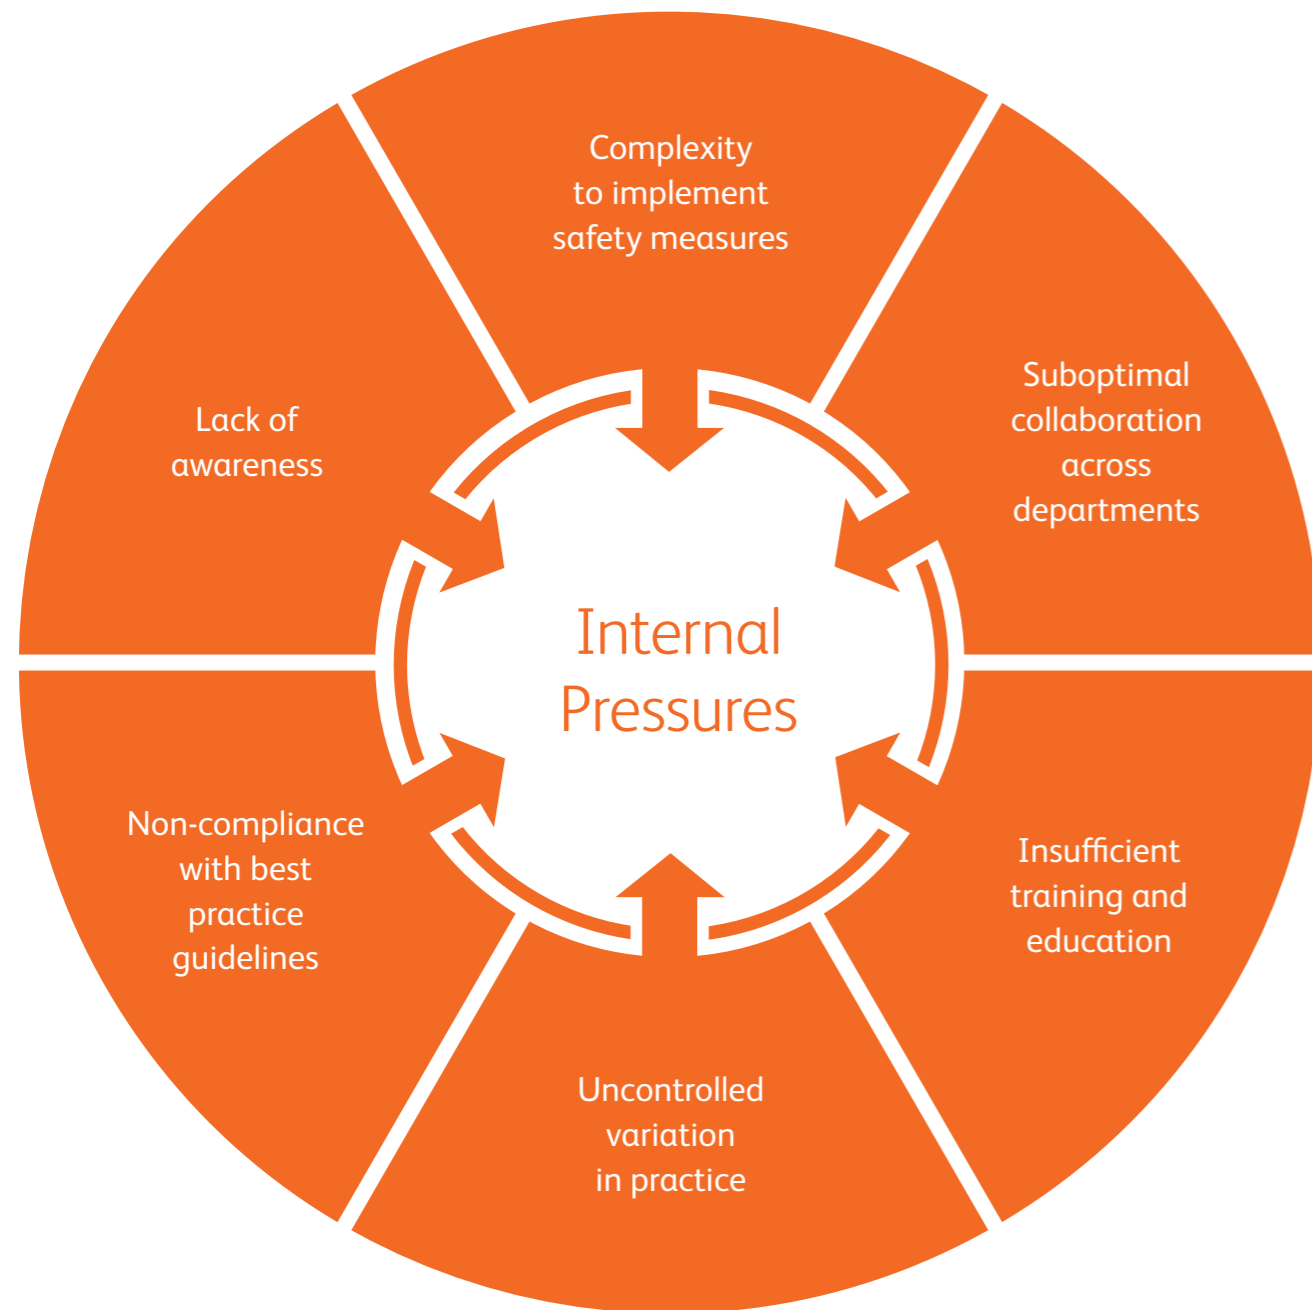 Complexity
to implement
safety measures
Suboptimal
collaboration
across
departments
Insufficient
training and
education
Uncontrolled
variation
in practice
Non-compliance
with best
practice
guidelines
Lack of
awareness
Internal
Pressures